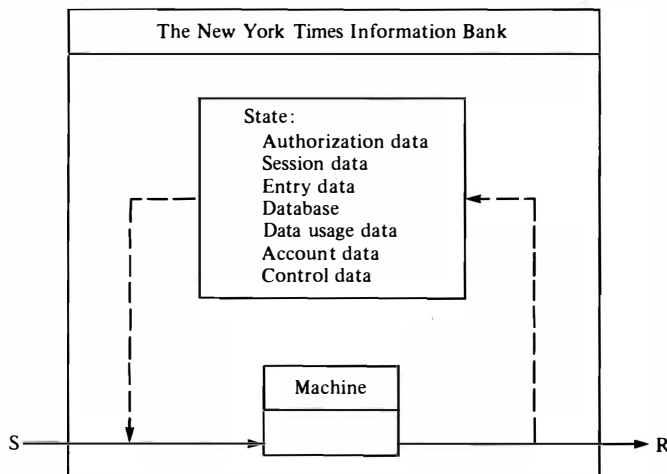 The New York Times Information Bank
State:
Authorization data
Session data
Entry data
Database
Data usage data
Account data
Control data
Machine
S
R